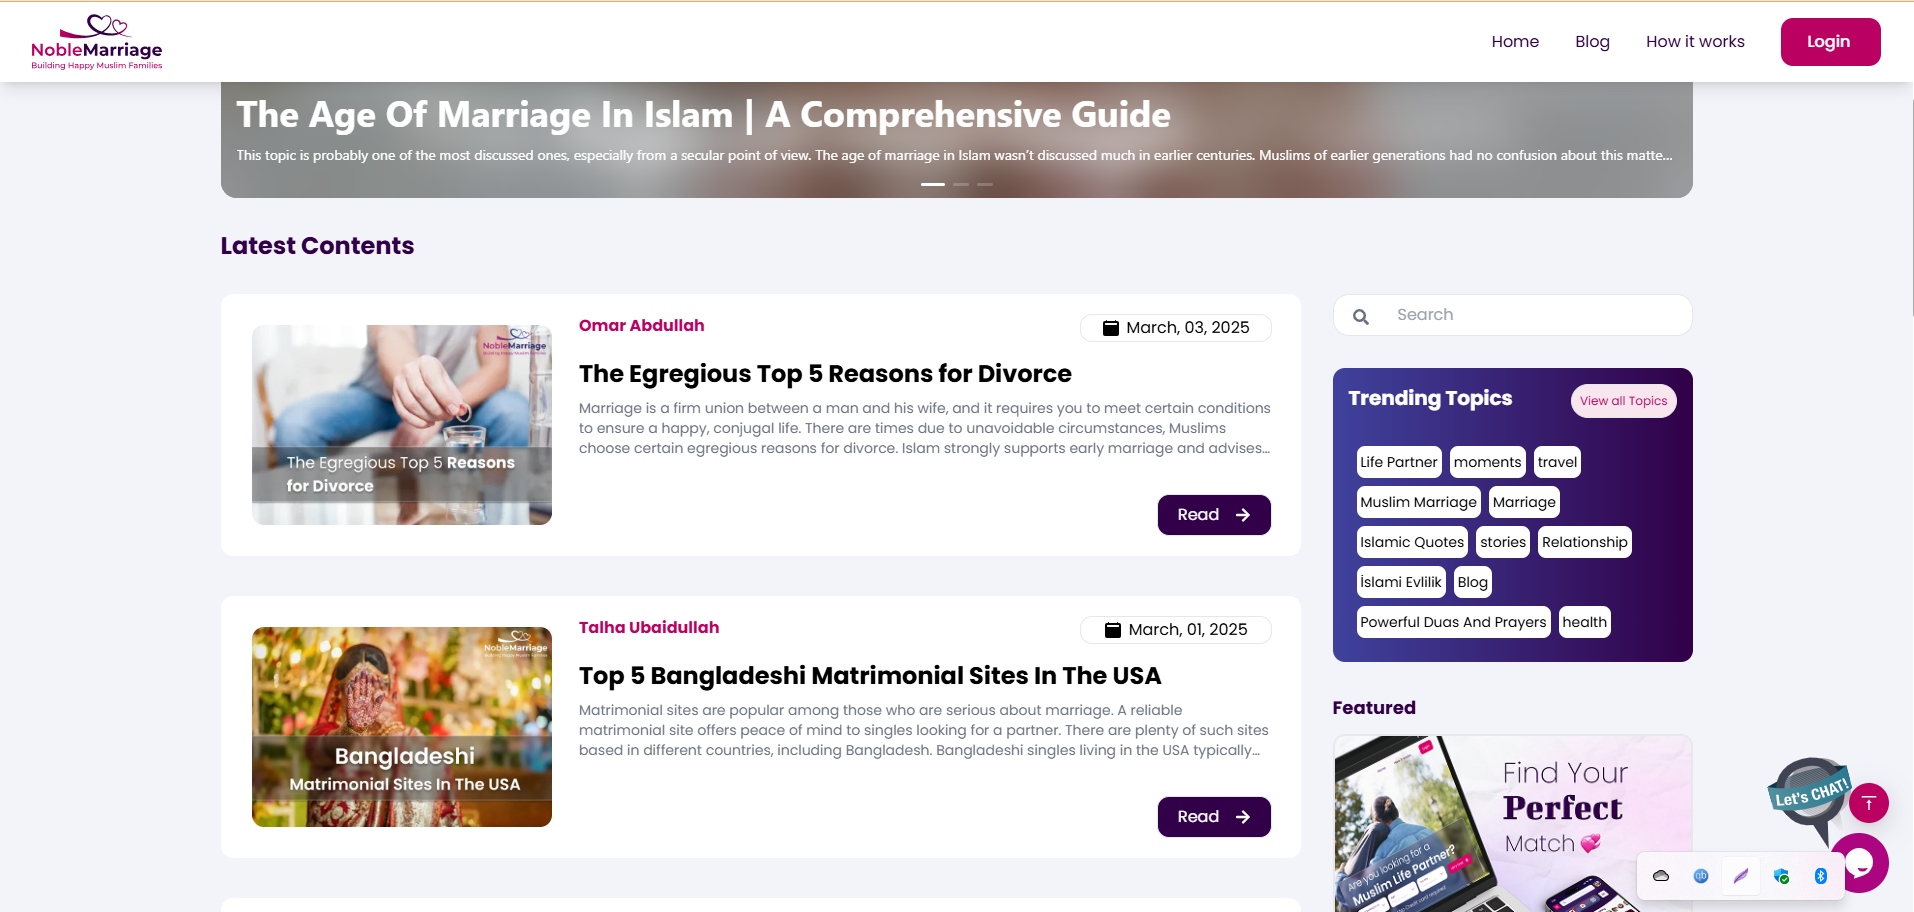 NobleMarriage
Building Happy Muslim Families
Home
Blog
How it works
Login
The Age Of Marriage In Islam | A Comprehensive Guide
This topic is probably one of the most discussed ones, especially from a secular point of view. The age of marriage in Islam wasn't discussed much in earlier centuries. Muslims of earlier generations had no confusion about this matte...
Latest Contents
NobleMarriage
Building Happy Muslim Families
The Egregious Top 5 Reasons
for Divorce
Omar Abdullah
March, 03, 2025
The Egregious Top 5 Reasons for Divorce
Marriage is a firm union between a man and his wife, and it requires you to meet certain conditions
to ensure a happy, conjugal life. There are times due to unavoidable circumstances, Muslims
choose certain egregious reasons for divorce. Islam strongly supports early marriage and advises...
Read
NobleMarriage
Building Happy Muslim Families
Bangladeshi
Matrimonial Sites In The USA
Talha Ubaidullah
March, 01, 2025
Top 5 Bangladeshi Matrimonial Sites In The USA
Matrimonial sites are popular among those who are serious about marriage. A reliable
matrimonial site offers peace of mind to singles looking for a partner. There are plenty of such sites
based in different countries, including Bangladesh. Bangladeshi singles living in the USA typically...
Read
Search
Trending Topics
View all Topics
Life Partner
moments
travel
Muslim Marriage
Marriage
Islamic Quotes
stories
Relationship
İslami Evlilik
Blog
Powerful Duas And Prayers
health
Featured
Find Your
Perfect
Match
Are you looking for a
Muslim Life Partner?
Let's CHAT!
qb